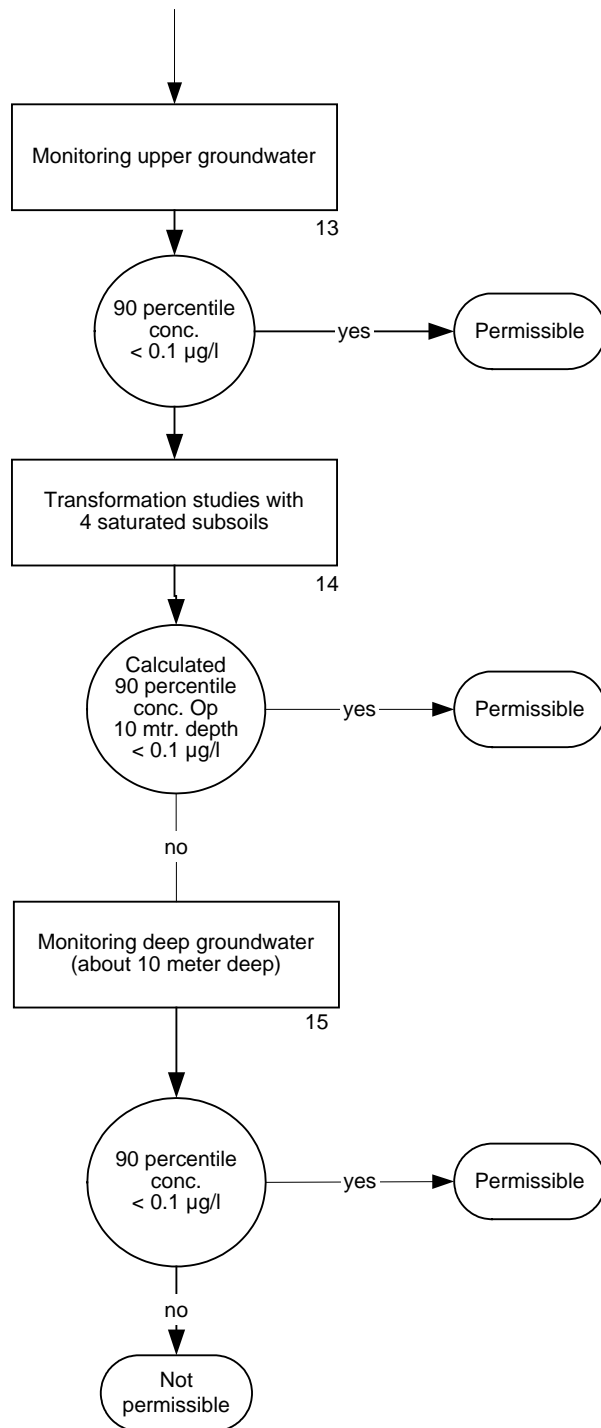 Monitoring upper groundwater
13
90 percentile
conc.
< 0.1 µg/l
yes
Permissible
Transformation studies with
4 saturated subsoils
14
Calculated
90 percentile
conc. Op
10 mtr. depth
< 0.1 µg/l
yes
Permissible
no
Monitoring deep groundwater
(about 10 meter deep)
15
90 percentile
conc.
< 0.1 µg/l
yes
Permissible
no
Not
permissible